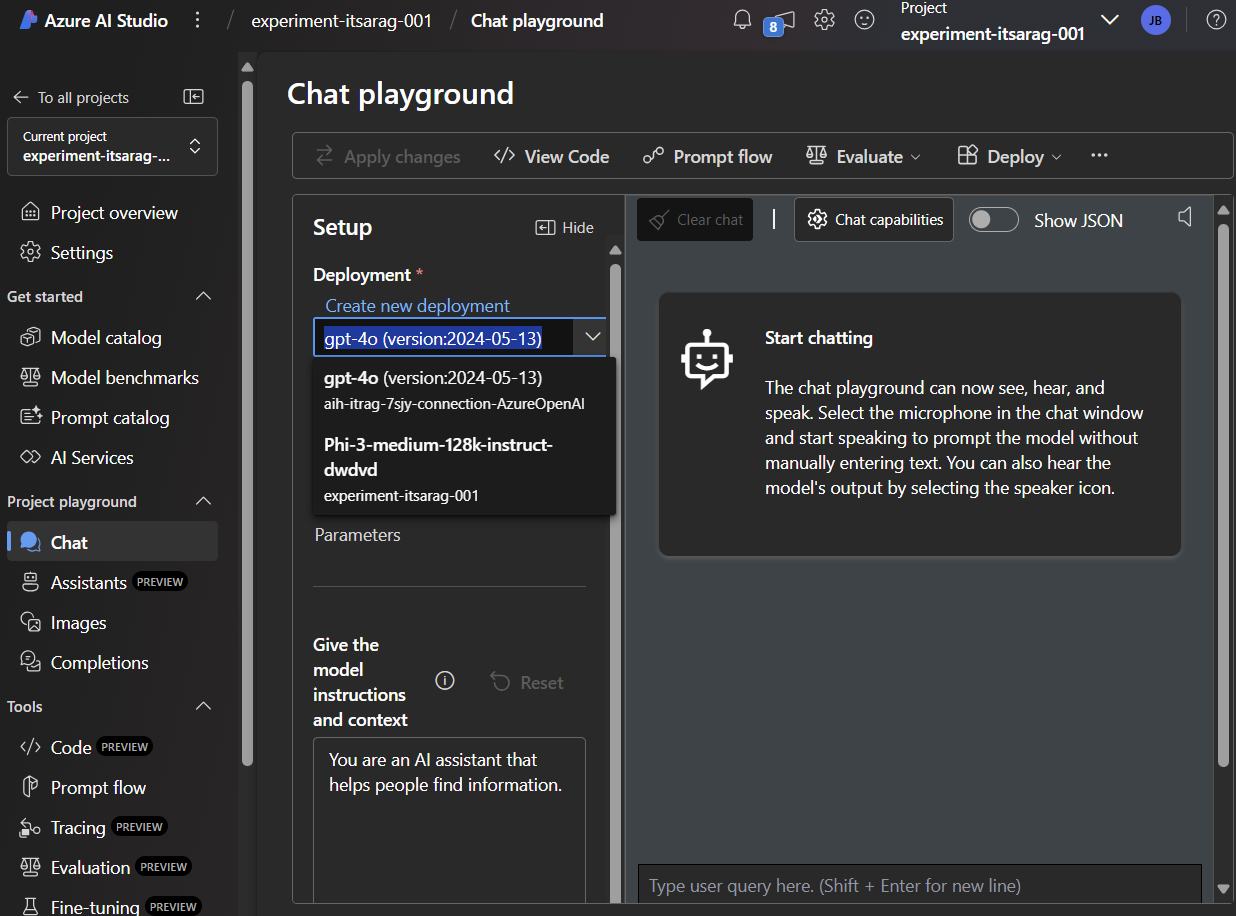 Azure AI Studio
/ experiment-itsarag-001 / Chat playground
8
Project
experiment-itsarag-001
JB
To all projects
Current project
experiment-itsarag-...
Project overview
Settings
Get started
Model catalog
Model benchmarks
Prompt catalog
AI Services
Project playground
Chat
Assistants PREVIEW
Images
Completions
Tools
Code PREVIEW
Prompt flow
Tracing PREVIEW
Evaluation PREVIEW
Fine-tuning PREVIEW
Chat playground
Apply changes
View Code
Prompt flow
Evaluate
Deploy
Setup
Hide
Deployment *
Create new deployment
gpt-4o (version:2024-05-13)
gpt-4o (version:2024-05-13)
aih-itrag-7sjy-connection-AzureOpenAI
Phi-3-medium-128k-instruct-
dwdvd
experiment-itsarag-001
Parameters
Give the
model
instructions
and context
Reset
You are an AI assistant that
helps people find information.
Clear chat
Chat capabilities
Show JSON
Start chatting
The chat playground can now see, hear, and
speak. Select the microphone in the chat window
and start speaking to prompt the model without
manually entering text. You can also hear the
model's output by selecting the speaker icon.
Type user query here. (Shift + Enter for new line)